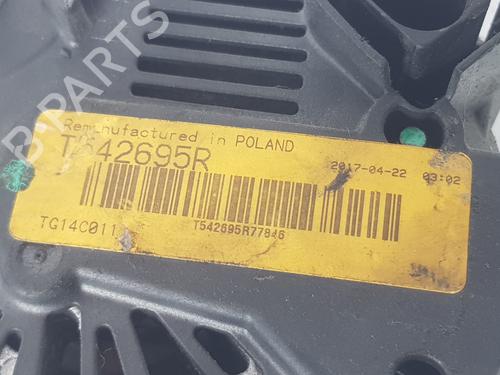 B-PARTS
Remanufactured in POLAND
T542695R
2017-04-22 03:02
TG14C011
T542695R77846